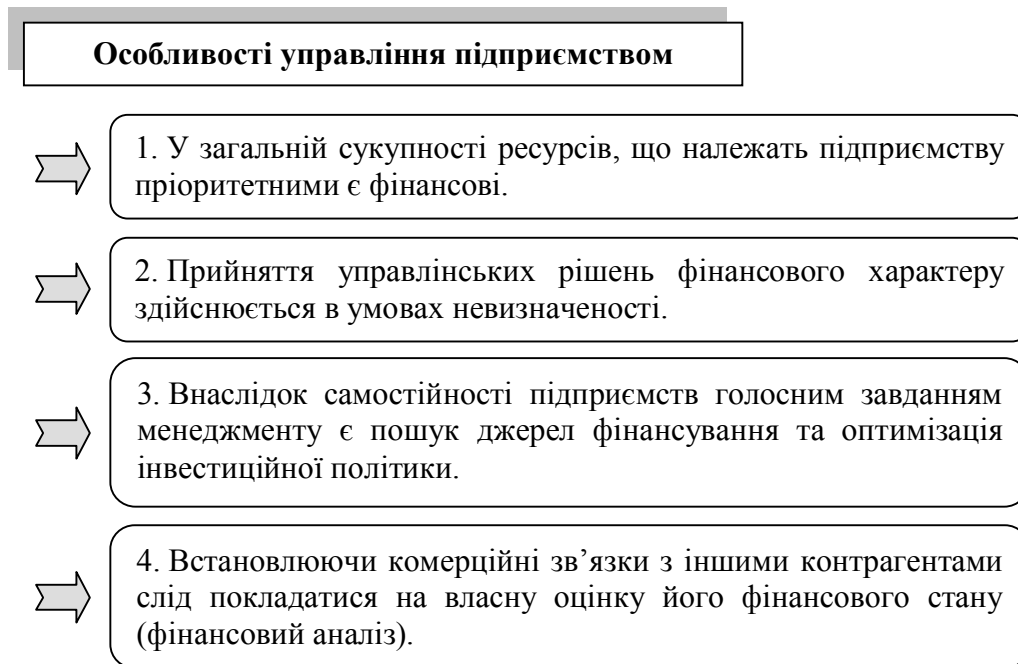 Особливості управління підприємством
1. У загальній сукупності ресурсів, що належать підприємству
пріоритетними є фінансові.
2. Прийняття управлінських рішень фінансового характеру
здійснюється в умовах невизначеності.
3. Внаслідок самостійності підприємств голосним завданням
менеджменту є пошук джерел фінансування та оптимізація
інвестиційної політики.
4. Встановлюючи комерційні зв’язки з іншими контрагентами
слід покладатися на власну оцінку його фінансового стану
(фінансовий аналіз).